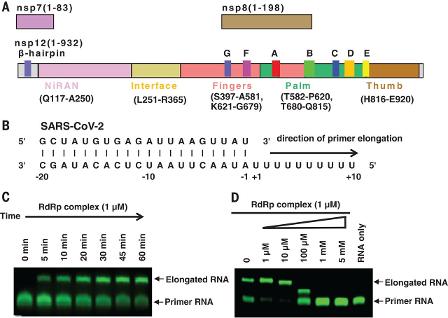 A
nsp7(1-83)
nsp8(1-198)
nsp12(1-932)
β-hairpin
G F A B C D E
NiRAN
Interface
Fingers
Palm
Thumb
(Q117-A250)
(L251-R365)
(S397-A581,
K621-G679)
(T582-P620,
T680-Q815)
(H816-E920)
B
SARS-CoV-2
5' G C U A U G U G A G A U U A A G U U A U 3' direction of primer elongation
3' C G A U A C A C U C U A A U U C A A U A U U U U U U U U U U 5'
-20 -10 -1 +1 +10
C
RdRp complex (1 µM)
Time
0 min
5 min
10 min
20 min
30 min
45 min
60 min
Elongated RNA
Primer RNA
D
RdRp complex (1 µM)
0
1 µM
10 µM
100 µM
1 mM
5 mM
RNA only
Elongated RNA
Primer RNA